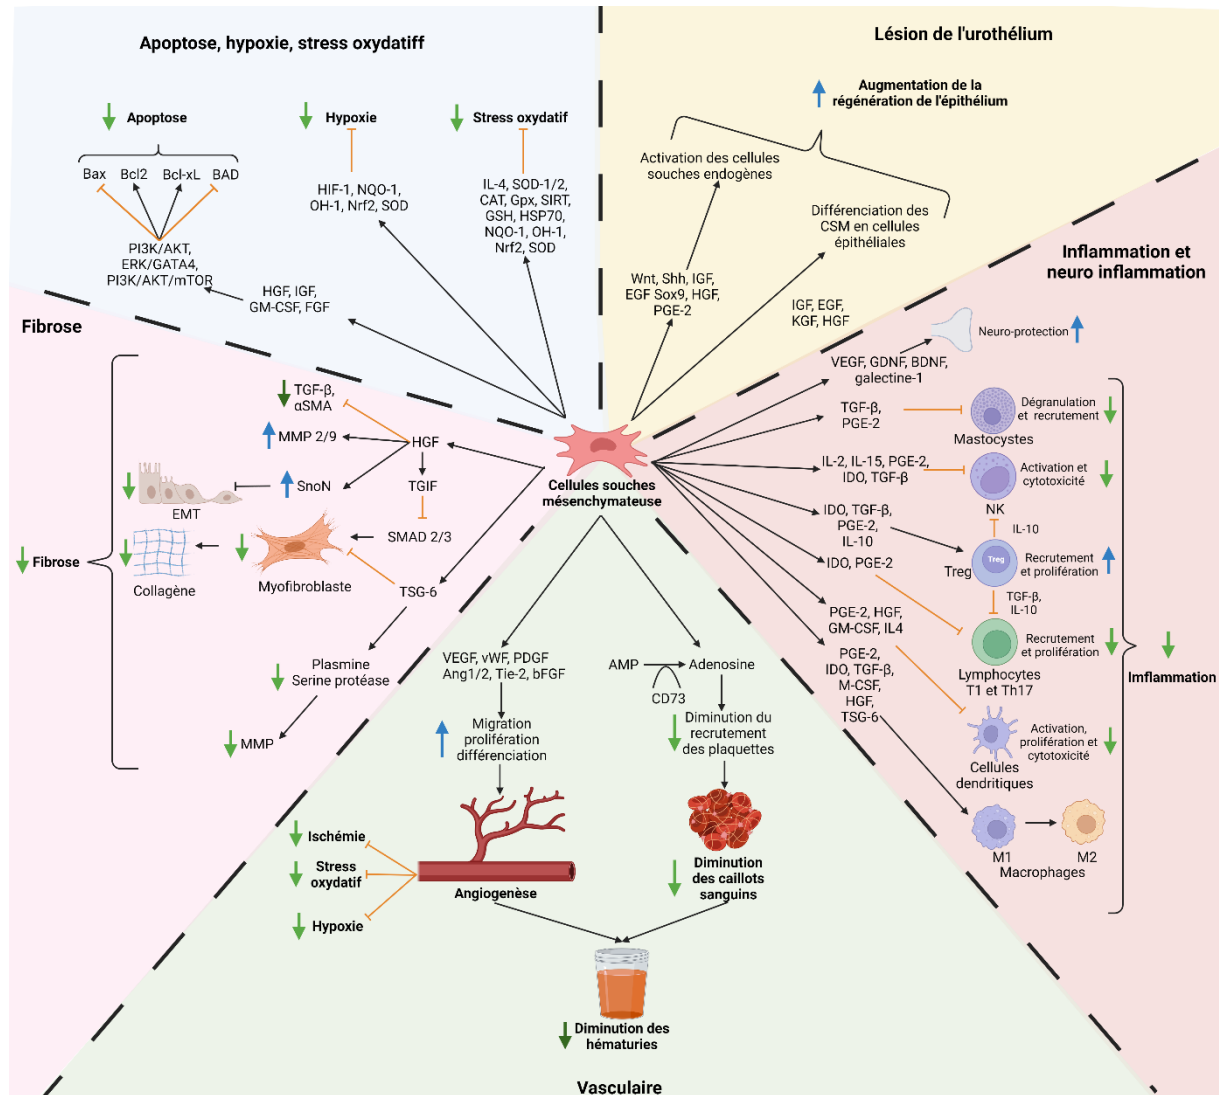 Apoptose, hypoxie, stress oxydatiff
Apoptose
Hypoxie
Stress oxydatif
Bax
Bcl2
Bcl-xL
BAD
PI3K/AKT,
ERK/GATA4,
PI3K/AKT/mTOR
HGF, IGF,
GM-CSF, FGF
HIF-1, NQO-1,
OH-1, Nrf2, SOD
IL-4, SOD-1/2,
CAT, Gpx, SIRT,
GSH, HSP70,
NQO-1, OH-1,
Nrf2, SOD
Lésion de l'urothélium
Augmentation de la
régénération de l'épithélium
Activation des cellules
souches endogènes
Différenciation des
CSM en cellules
épithéliales
Wnt, Shh, IGF,
EGF Sox9, HGF,
PGE-2
IGF, EGF,
KGF, HGF
Inflammation et
neuro inflammation
Neuro-protection
VEGF, GDNF, BDNF,
galectine-1
TGF-β,
PGE-2
Dégranulation
et recrutement
Mastocytes
IL-2, IL-15, PGE-2,
IDO, TGF-β
Activation et
cytotoxicité
NK
IL-10
IDO, TGF-β,
PGE-2,
IL-10
Treg
Treg
Recrutement
et prolifération
IDO, PGE-2
TGF-β,
IL-10
PGE-2, HGF,
GM-CSF, IL4
Recrutement
et prolifération
Lymphocytes
T1 et Th17
PGE-2,
IDO, TGF-β,
M-CSF,
HGF,
TSG-6
Activation,
prolifération et
cytotoxicité
Cellules
dendritiques
M1
M2
Macrophages
Imflammation
Fibrose
TGF-β,
αSMA
MMP 2/9
HGF
SnoN
TGIF
EMT
SMAD 2/3
Fibrose
Collagène
Myofibroblaste
TSG-6
Plasmine
Serine protéase
MMP
Cellules souches
mésenchymateuse
VEGF, vWF, PDGF
Ang1/2, Tie-2, bFGF
Migration
prolifération
différenciation
AMP
Adenosine
CD73
Diminution du
recrutement
des plaquettes
Ischémie
Stress
oxydatif
Hypoxie
Angiogenèse
Diminution
des caillots
sanguins
Diminution des
hématuries
Vasculaire